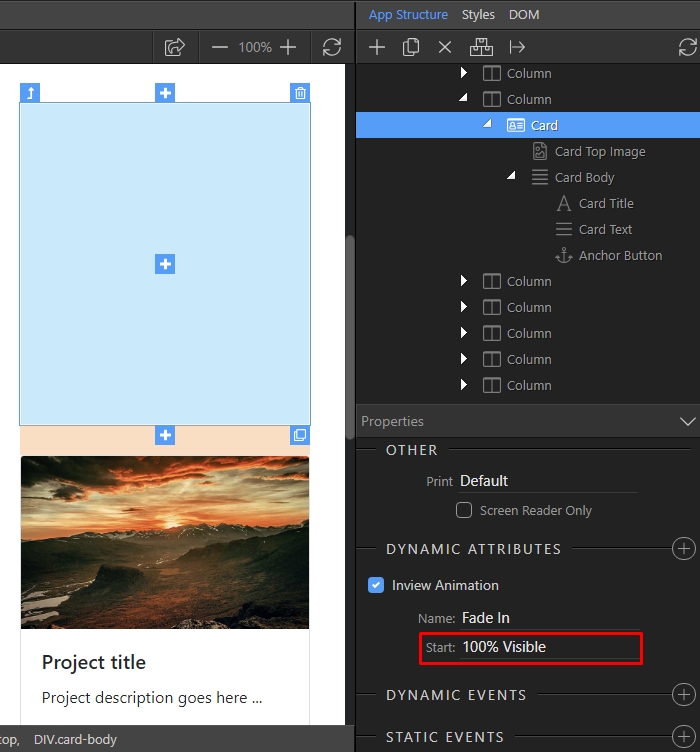 App Structure Styles DOM
100%
Column
Column
Card
Card Top Image
Card Body
Card Title
Card Text
Anchor Button
Column
Column
Column
Column
Column
Properties
OTHER
Print Default
Screen Reader Only
DYNAMIC ATTRIBUTES
Inview Animation
Name: Fade In
Start: 100% Visible
DYNAMIC EVENTS
STATIC EVENTS
Project title
Project description goes here ...
top, DIV.card-body